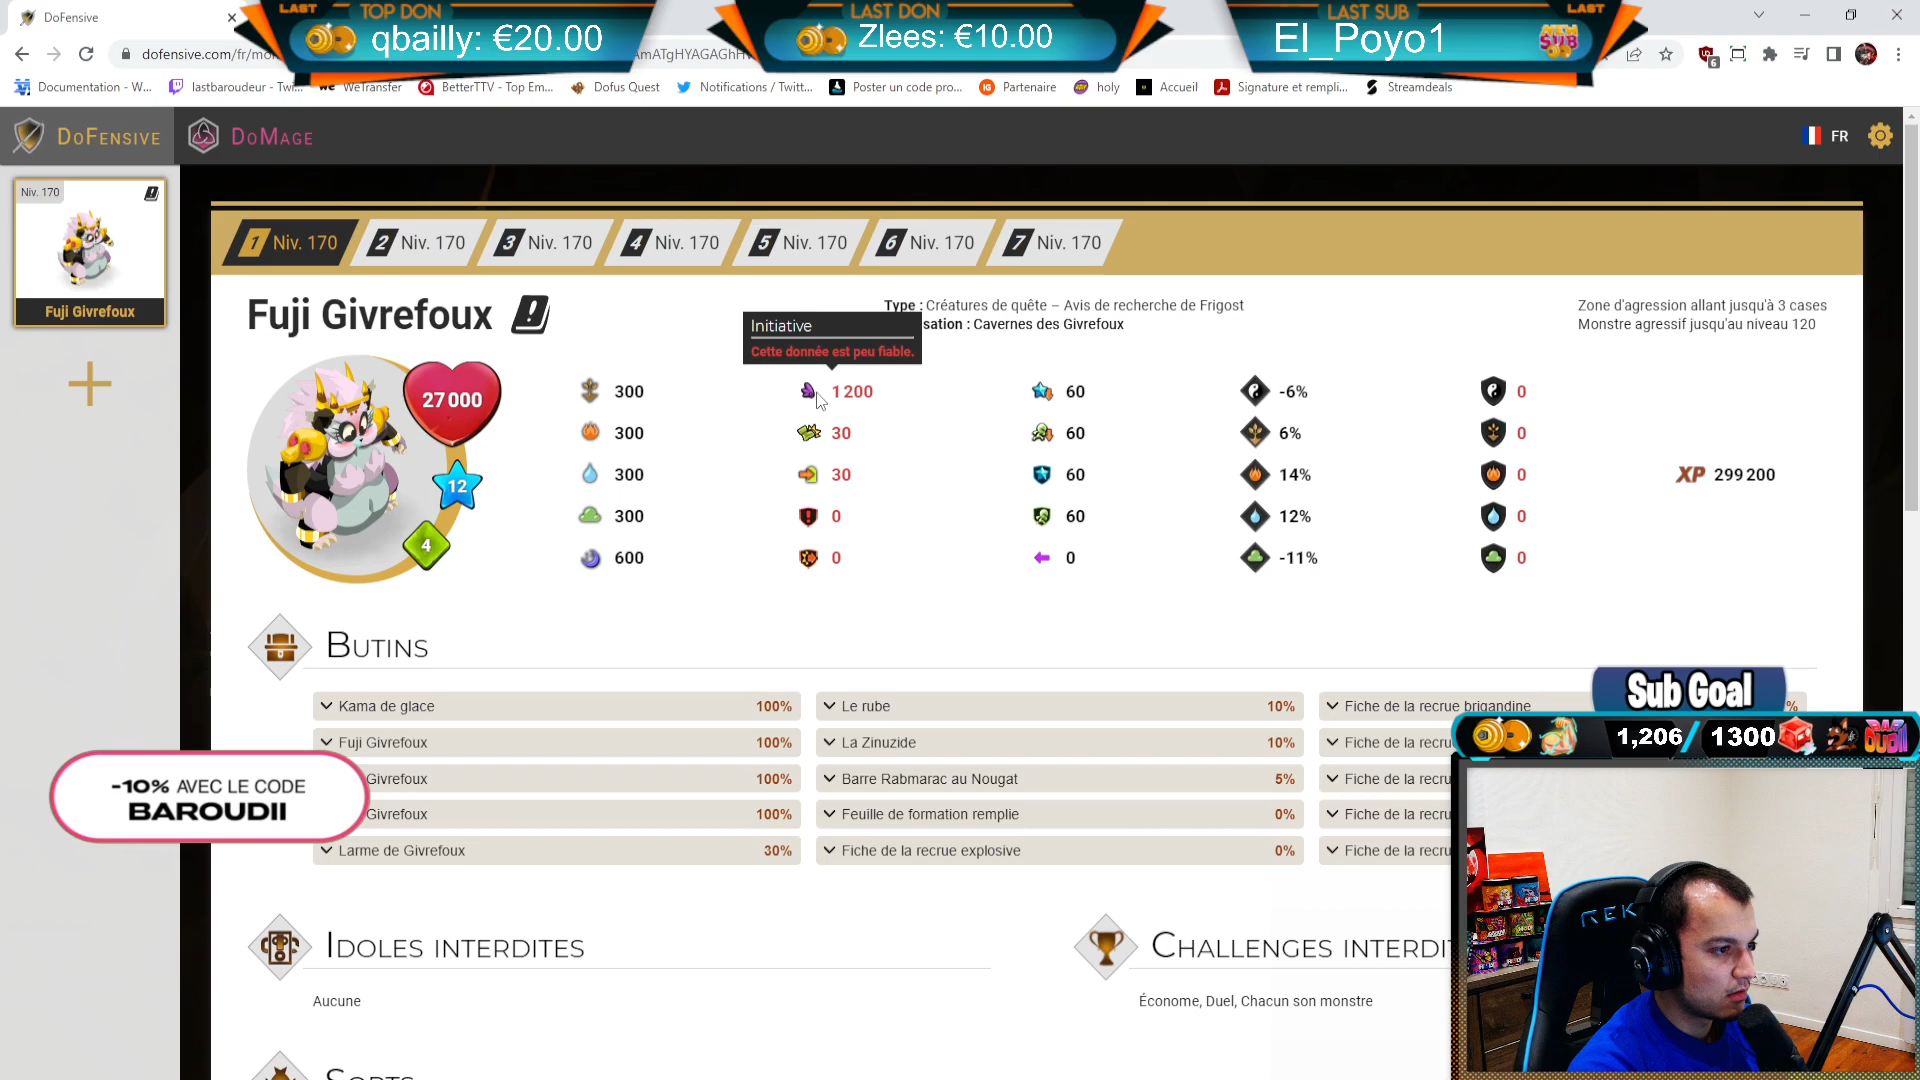 DoFensive
LAST TOP DON
qbailly: €20.00
LAST DON
Zlees: €10.00
LAST SUB LAST
El_Poyo1
NEW SUB
dofensive.com/fr/mo
AmATgHYAGAGhH
6
Documentation - W...
lastbaroudeur - Twi...
WeTransfer
BetterTTV - Top Em...
Dofus Quest
Notifications / Twitt...
Poster un code pro...
Partenaire
holy
Accueil
Signature et rempli...
Streamdeals
DoFensive
DoMage
FR
Niv. 170
Fuji Givrefoux
1 Niv. 170
2 Niv. 170
3 Niv. 170
4 Niv. 170
5 Niv. 170
6 Niv. 170
7 Niv. 170
Fuji Givrefoux
Type : Créatures de quête – Avis de recherche de Frigost
sation : Cavernes des Givrefoux
Zone d'agression allant jusqu'à 3 cases
Monstre agressif jusqu'au niveau 120
Initiative
Cette donnée est peu fiable.
27 000
12
4
300 1 200 60 -6% 0
300 30 60 6% 0
300 30 60 14% 0 XP 299 200
300 0 60 12% 0
600 0 0 -11% 0
Butins
Kama de glace 100%
Le rube 10%
Fiche de la recrue brigandine %
Fuji Givrefoux 100%
La Zinuzide 10%
Fiche de la recru
Givrefoux 100%
Barre Rabmarac au Nougat 5%
Fiche de la recru
Givrefoux 100%
Feuille de formation remplie 0%
Fiche de la recru
Larme de Givrefoux 30%
Fiche de la recrue explosive 0%
Fiche de la recru
-10% AVEC LE CODE
BAROUDII
Sub Goal
1,206 / 1300
BAROUDII
Idoles interdites
Aucune
Challenges interdit
Économe, Duel, Chacun son monstre
Sorts
REK